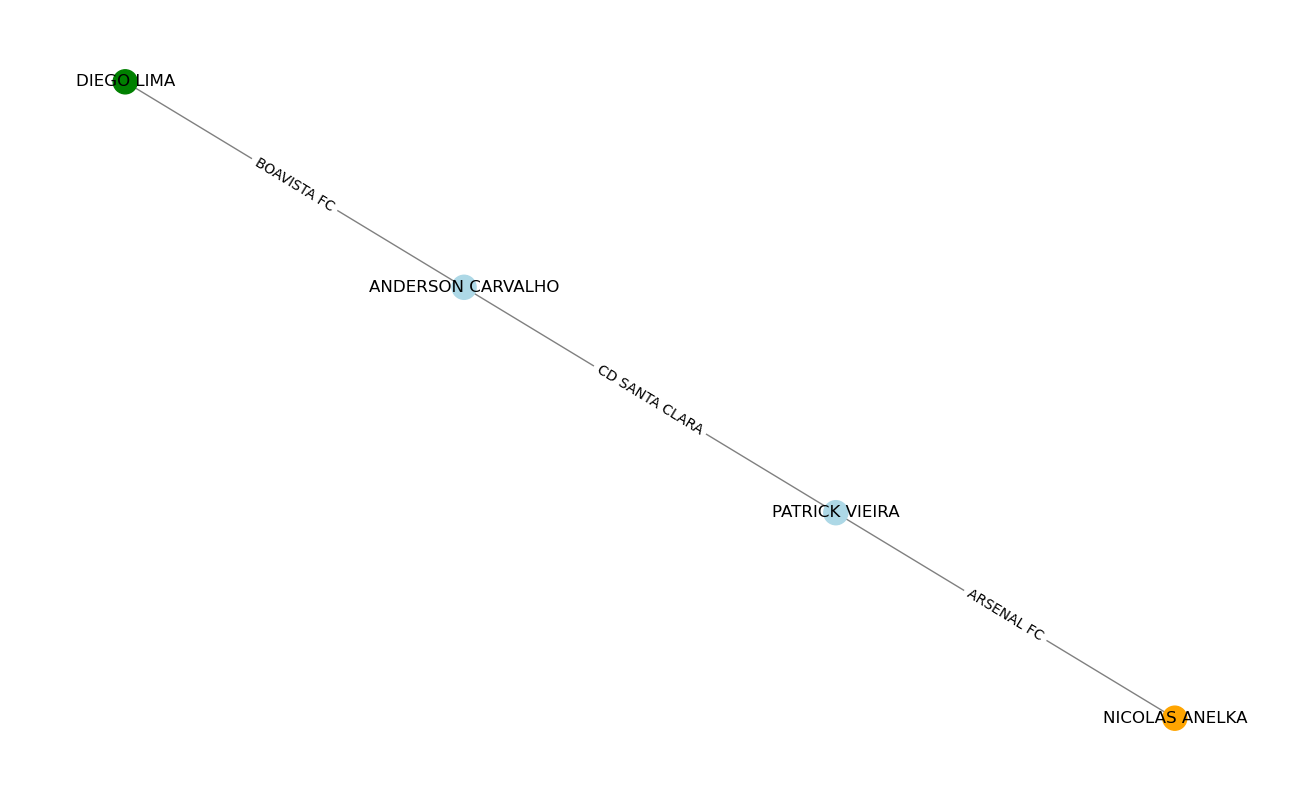 DIEGO LIMA
BOAVISTA FC
ANDERSON CARVALHO
CD SANTA CLARA
PATRICK VIEIRA
ARSENAL FC
NICOLAS ANELKA